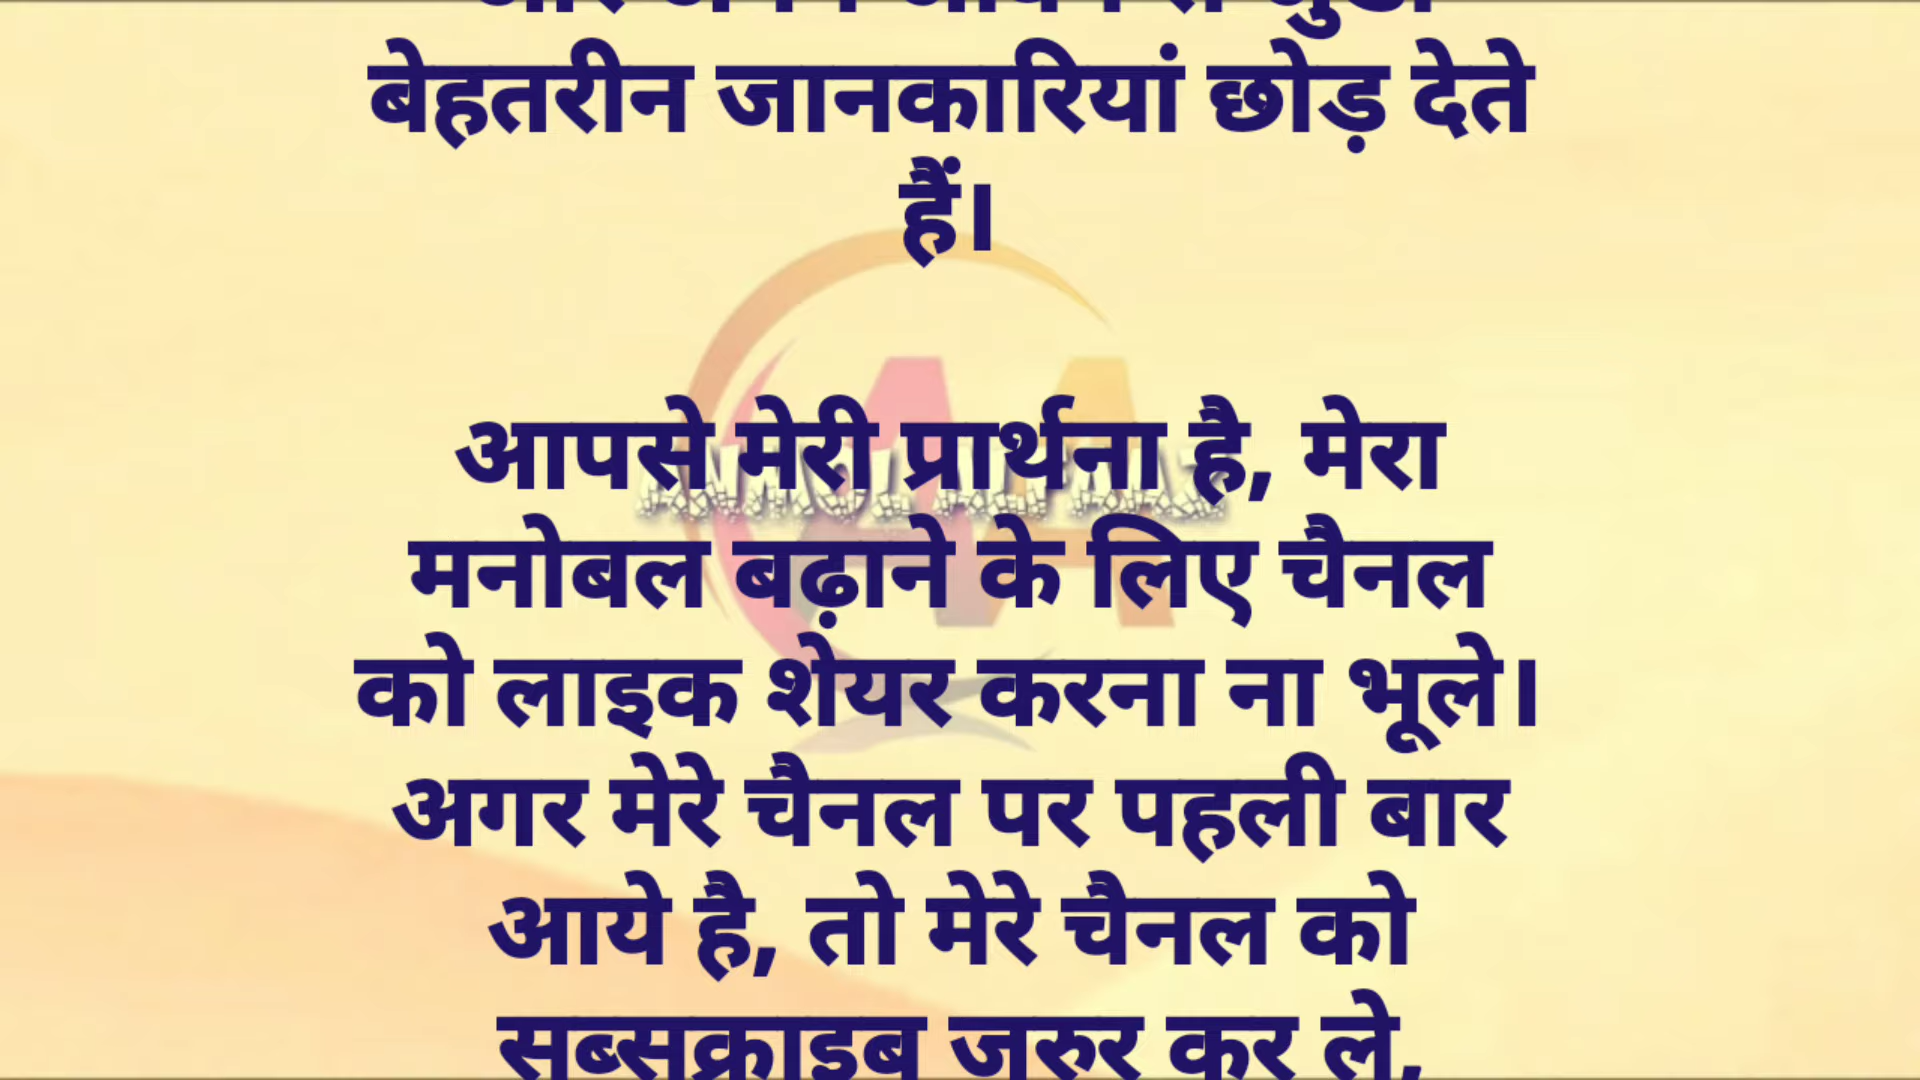 बेहतरीन जानकारियां छोड़ देते
हैं।
आपसे मेरी प्रार्थना है, मेरा
मनोबल बढ़ाने के लिए चैनल
को लाइक शेयर करना ना भूले।
अगर मेरे चैनल पर पहली बार
आये है, तो मेरे चैनल को
सब्सक्राइब जरुर कर ले,